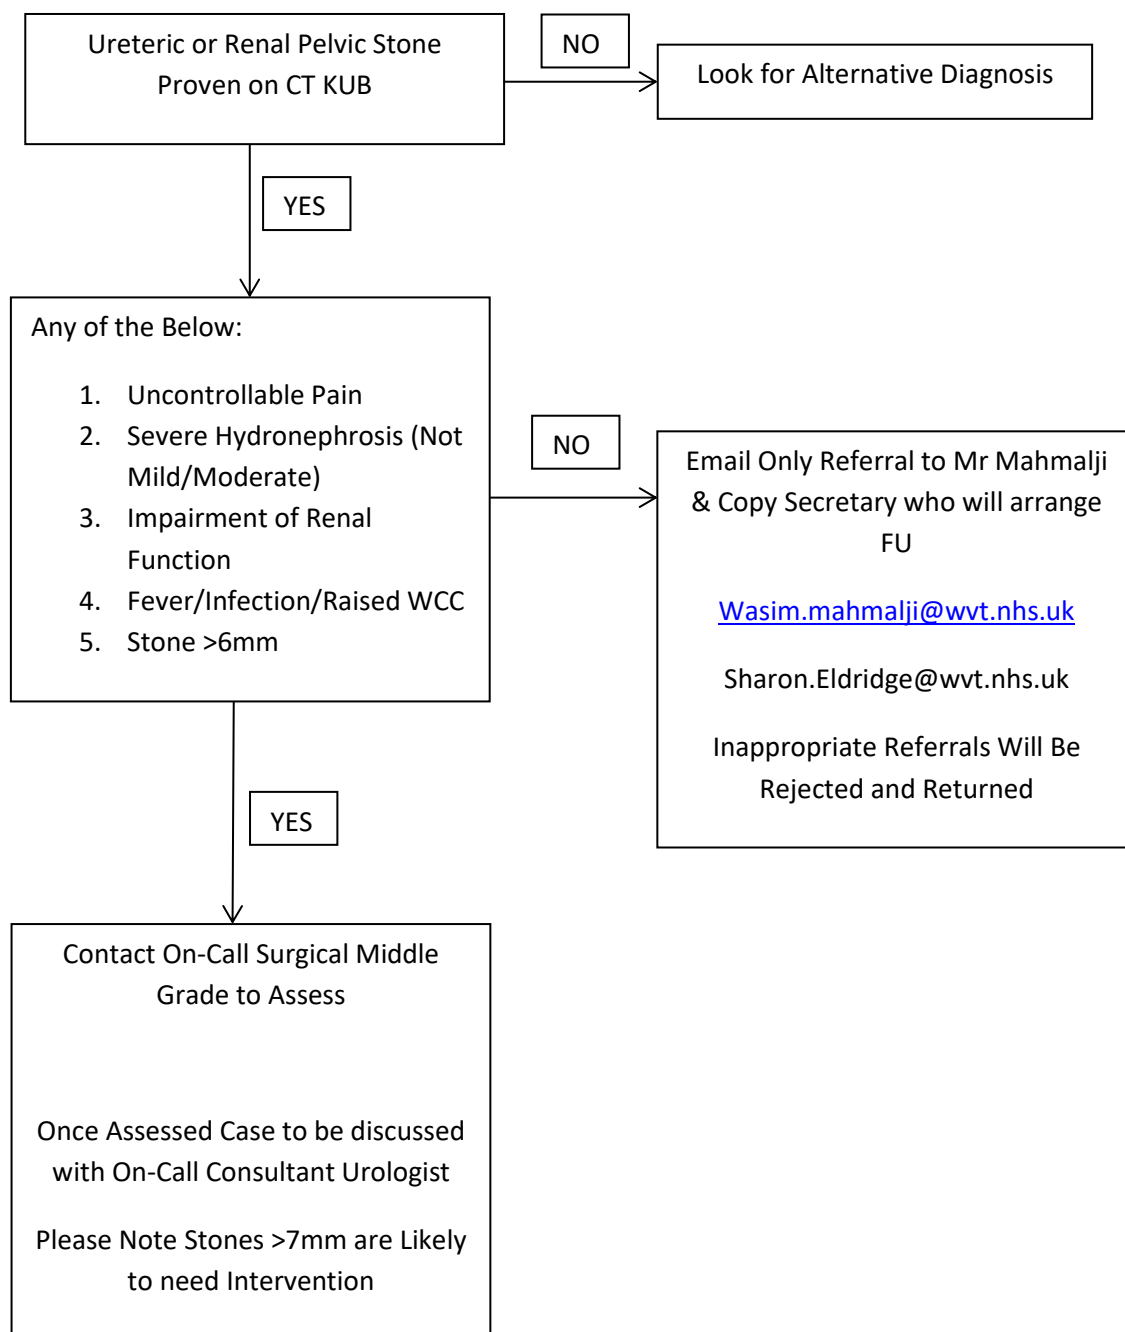 Ureteric or Renal Pelvic Stone
Proven on CT KUB
NO
Look for Alternative Diagnosis
YES
Any of the Below:
1. Uncontrollable Pain
2. Severe Hydronephrosis (Not
Mild/Moderate)
3. Impairment of Renal
Function
4. Fever/Infection/Raised WCC
5. Stone >6mm
NO
Email Only Referral to Mr Mahmalji
& Copy Secretary who will arrange
FU
Wasim.mahmalji@wvt.nhs.uk
Sharon.Eldridge@wvt.nhs.uk
Inappropriate Referrals Will Be
Rejected and Returned
YES
Contact On-Call Surgical Middle
Grade to Assess
Once Assessed Case to be discussed
with On-Call Consultant Urologist
Please Note Stones >7mm are Likely
to need Intervention